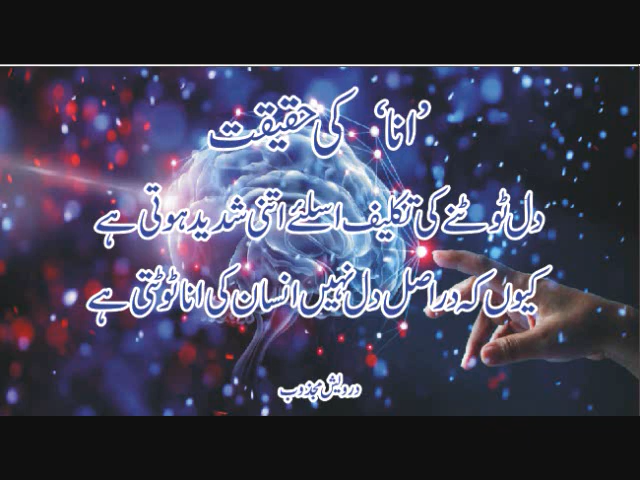 ’انا‘ کی حقیقت
دل ٹوٹنے کی تکلیف اسلئے اتنی شدید ہوتی ہے
کیوں کہ دراصل دل نہیں انسان کی انا ٹوٹتی ہے
درویش مجذوب